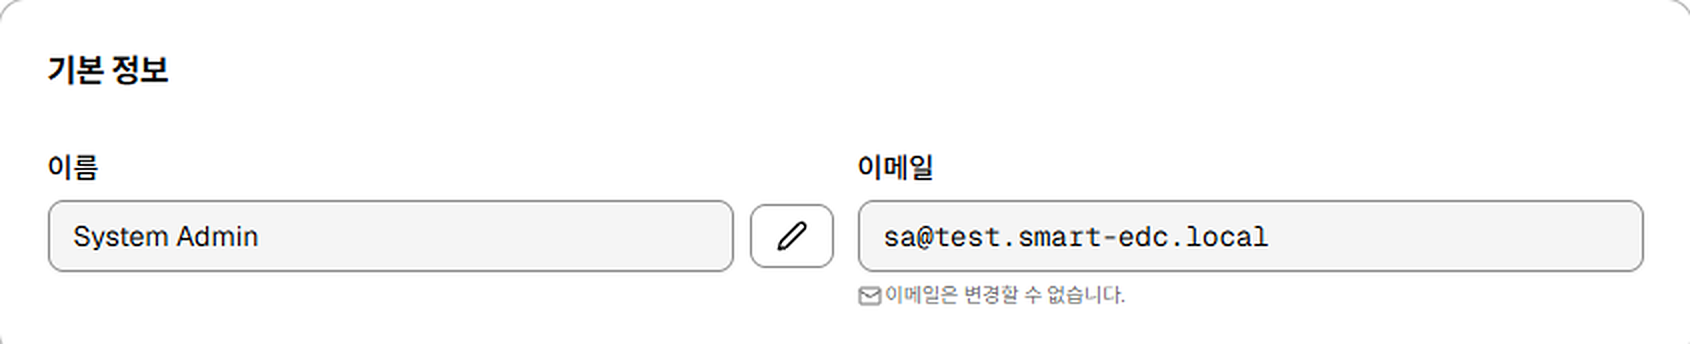 기본 정보
이름
System Admin
이메일
sa@test.smart-edc.local
이메일은 변경할 수 없습니다.